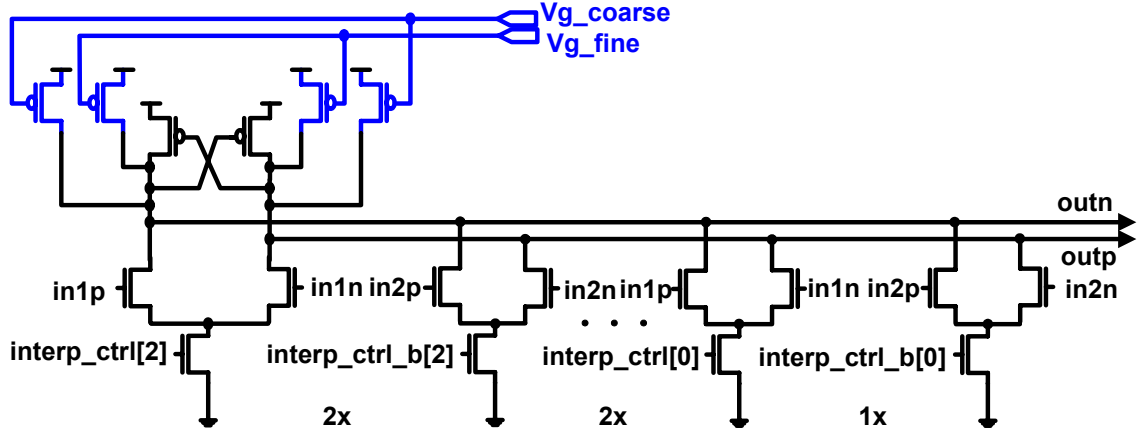 Vg_coarse
Vg_fine
outn
outp
in1p
in1n
in2p
in2n
in1p
in1n
in2p
in2n
interp_ctrl[2]
interp_ctrl_b[2]
. . .
interp_ctrl[0]
interp_ctrl_b[0]
2x
2x
1x